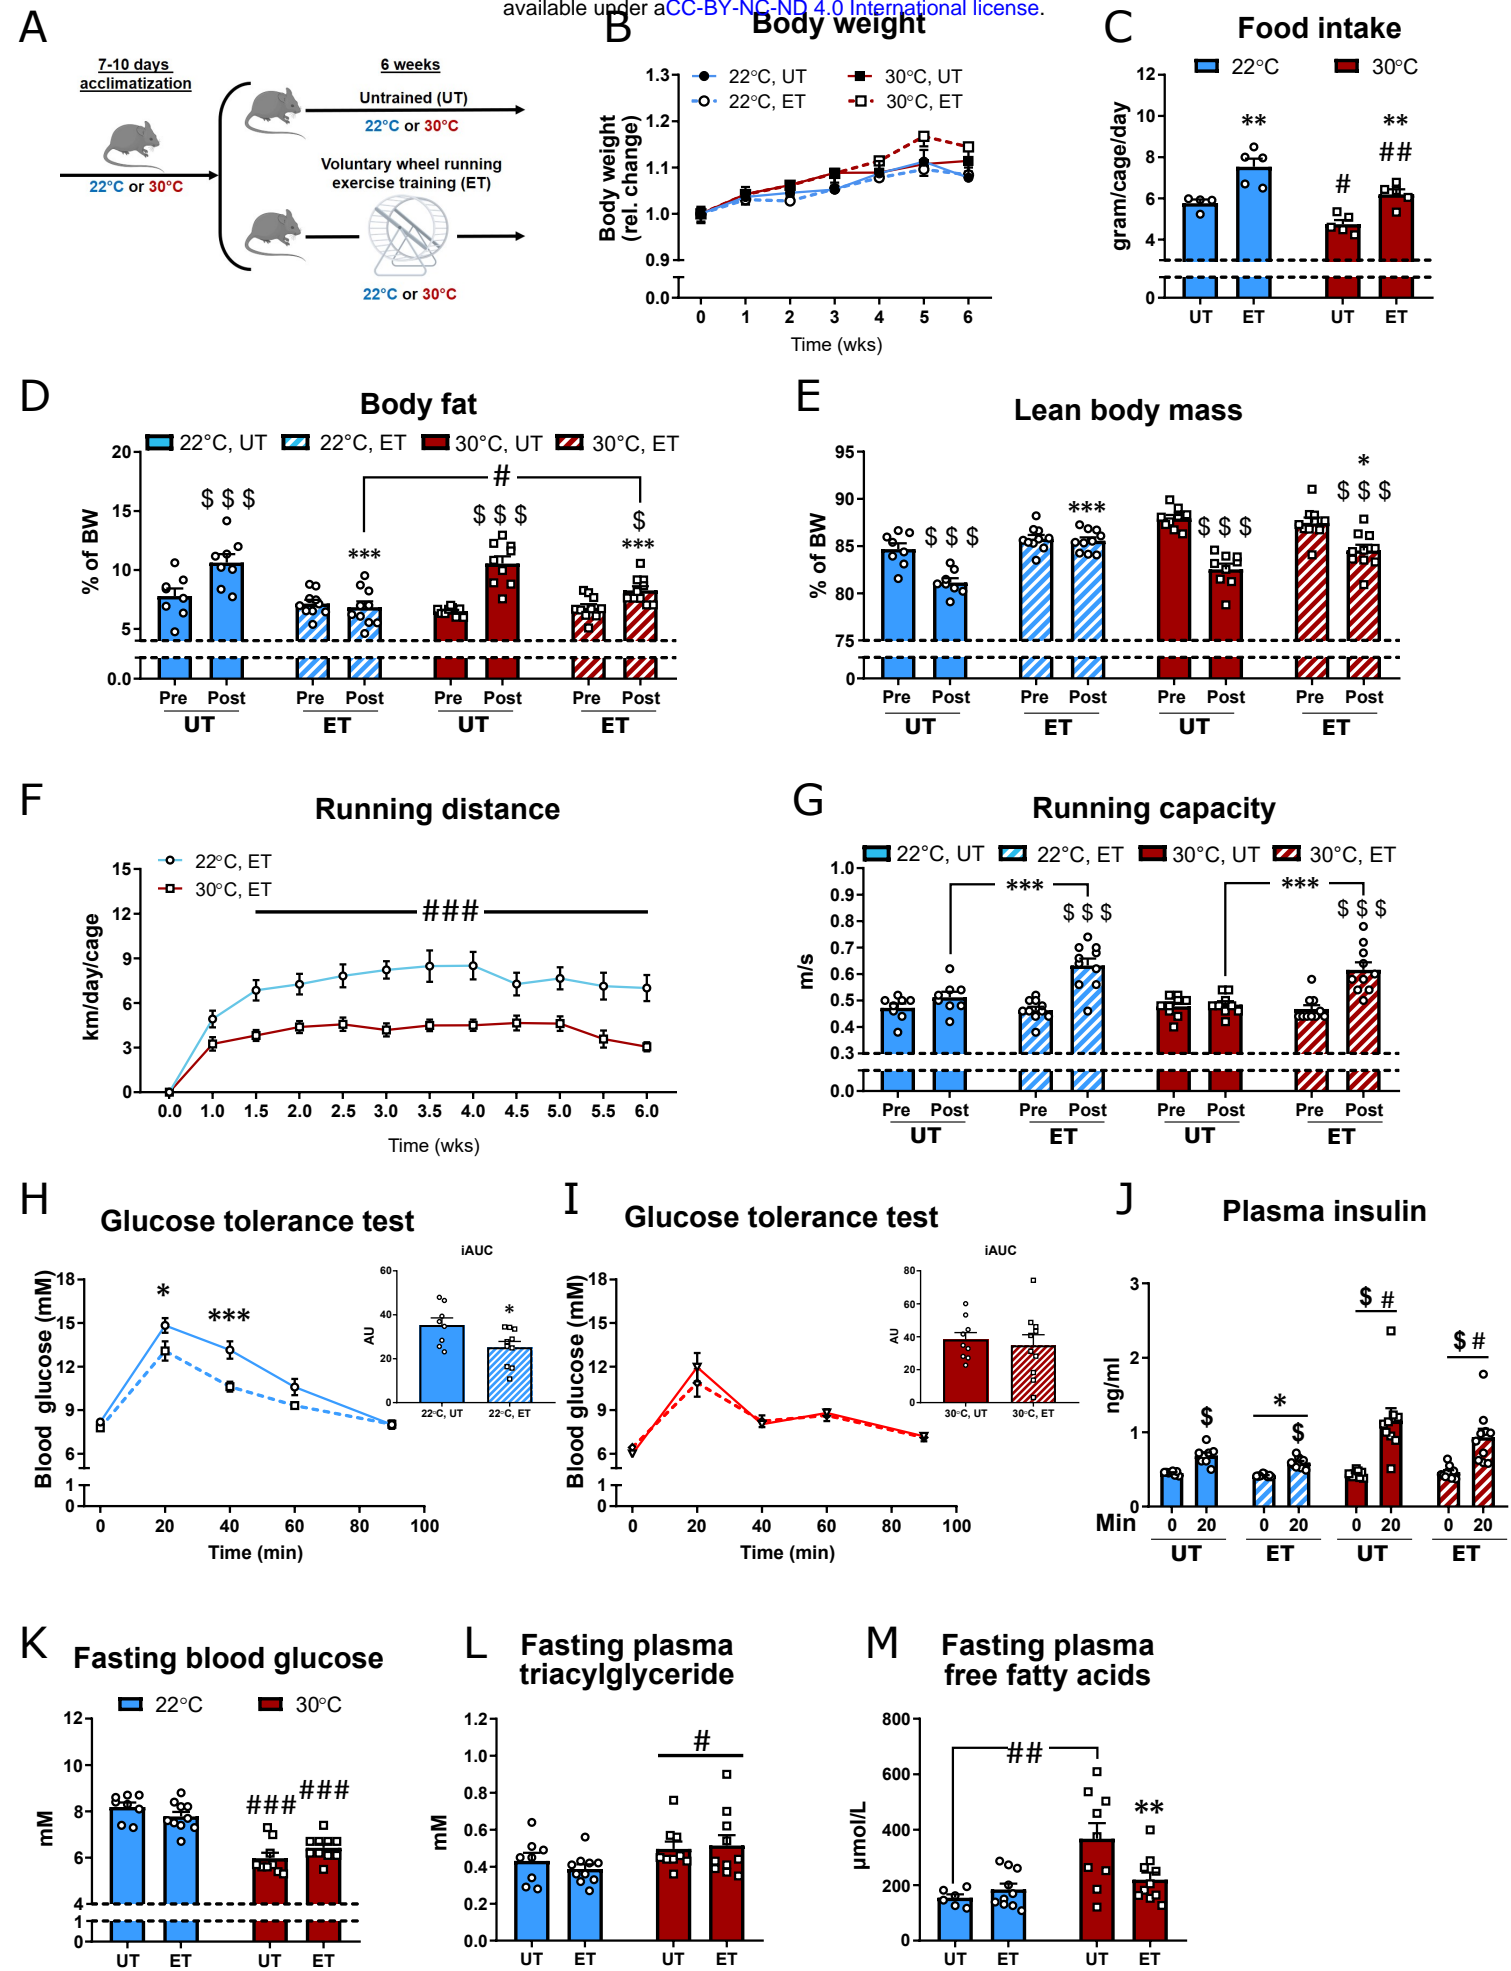 available under aCC-BY-NC-ND 4.0 International license.
A
7-10 days
acclimatization
22°C or 30°C
6 weeks
Untrained (UT)
22°C or 30°C
Voluntary wheel running
exercise training (ET)
22°C or 30°C
B
Body weight
22°C, UT
30°C, UT
22°C, ET
30°C, ET
Body weight
(rel. change)
1.3
1.2
1.1
1.0
0.9
0.0
0 1 2 3 4 5 6
Time (wks)
C
Food intake
22°C 30°C
gram/cage/day
12
10
8
6
4
0
**
#
**
##
UT ET UT ET
D
Body fat
22°C, UT 22°C, ET 30°C, UT 30°C, ET
% of BW
20
15
10
5
0.0
#
$ $ $
***
$ $ $
$
***
Pre Post Pre Post Pre Post Pre Post
UT ET UT ET
E
Lean body mass
% of BW
95
90
85
80
75
0
$ $ $
***
$ $ $
*
$ $ $
Pre Post Pre Post Pre Post Pre Post
UT ET UT ET
F
Running distance
22°C, ET
30°C, ET
km/day/cage
15
12
9
6
3
0
###
0.0 1.0 1.5 2.0 2.5 3.0 3.5 4.0 4.5 5.0 5.5 6.0
Time (wks)
G
Running capacity
22°C, UT 22°C, ET 30°C, UT 30°C, ET
m/s
1.0
0.9
0.8
0.7
0.6
0.5
0.4
0.3
0.0
***
$ $ $
***
$ $ $
Pre Post Pre Post Pre Post Pre Post
UT ET UT ET
H
Glucose tolerance test
Blood glucose (mM)
18
15
12
9
6
1
0
*
***
0 20 40 60 80 100
Time (min)
iAUC
AU
60
40
20
0
*
22°C, UT 22°C, ET
I
Glucose tolerance test
Blood glucose (mM)
18
15
12
9
6
1
0
0 20 40 60 80 100
Time (min)
iAUC
AU
80
60
40
20
0
30°C, UT 30°C, ET
J
Plasma insulin
ng/ml
3
2
1
0
$
*
$
$ #
$ #
Min 0 20 0 20 0 20 0 20
UT ET UT ET
K
Fasting blood glucose
22°C 30°C
mM
12
10
8
6
4
1
0
###
###
UT ET UT ET
L
Fasting plasma
triacylglyceride
mM
1.2
1.0
0.8
0.6
0.4
0.2
0.0
#
UT ET UT ET
M
Fasting plasma
free fatty acids
μmol/L
800
600
400
200
0
##
**
UT ET UT ET